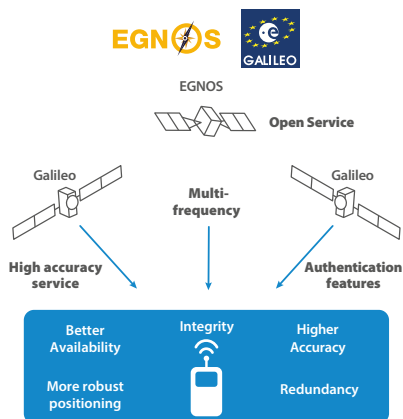 EGNOS
GALILEO
EGNOS
Open Service
Galileo
Multi-
frequency
Galileo
High accuracy
service
Authentication
features
Better
Availability
Integrity
Higher
Accuracy
More robust
positioning
Redundancy